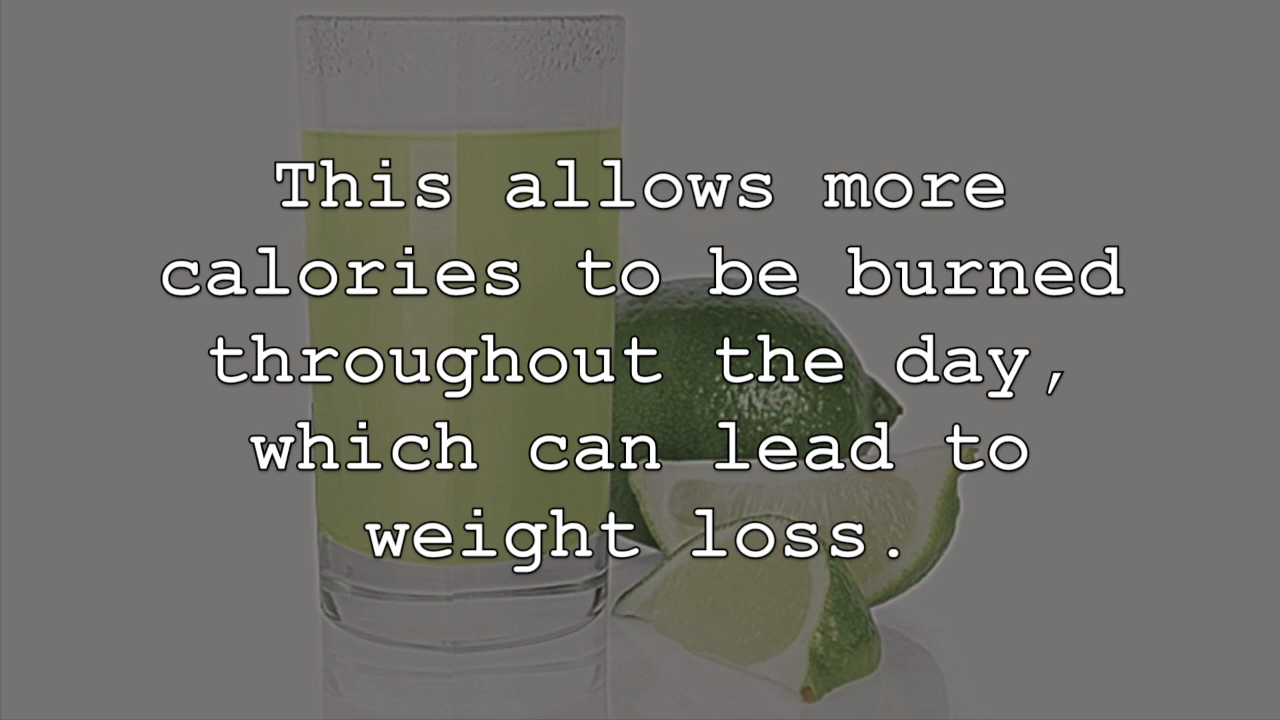 This allows more
calories to be burned
throughout the day,
which can lead to
weight loss.